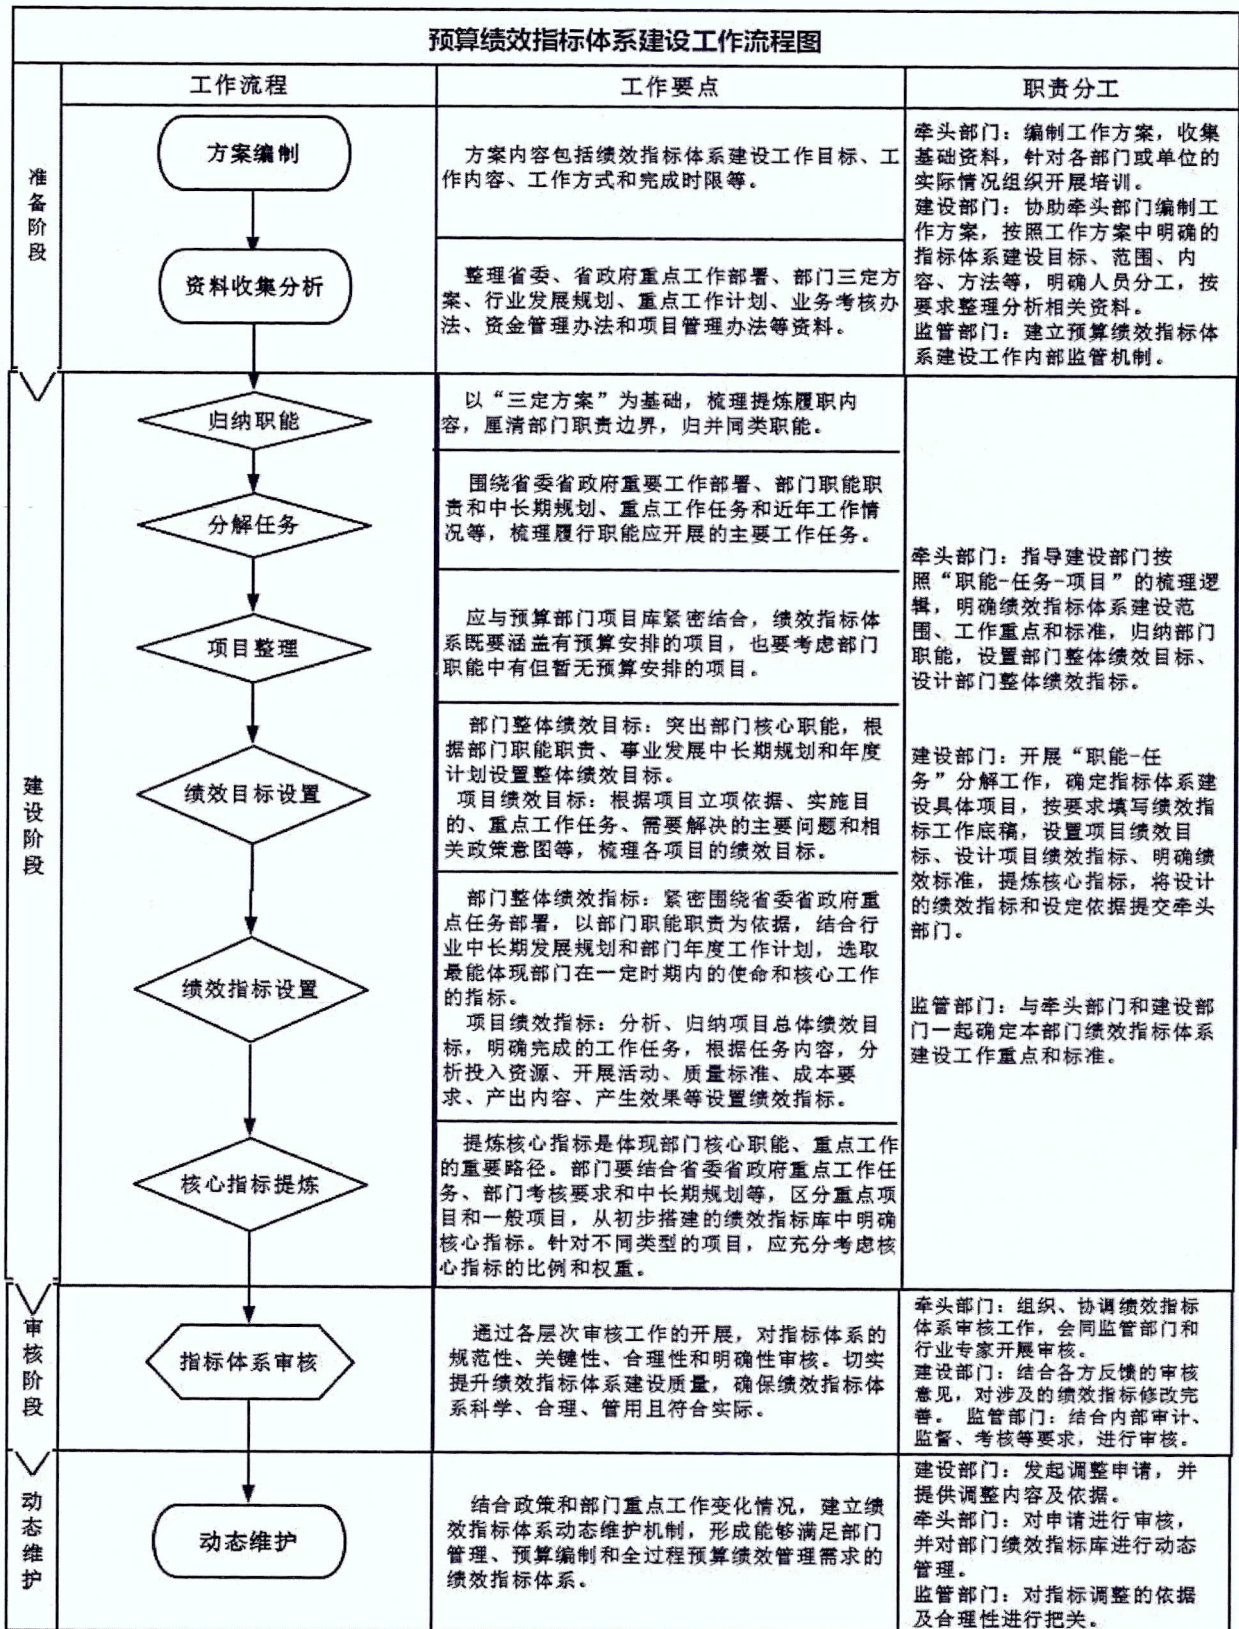 预算绩效指标体系建设工作流程图
工作流程
工作要点
职责分工
准备阶段
方案编制
方案内容包括绩效指标体系建设工作目标、工
作内容、工作方式和完成时限等。
资料收集分析
整理省委、省政府重点工作部署、部门三定方
案、行业发展规划、重点工作计划、业务考核办
法、资金管理办法和项目管理办法等资料。
牵头部门：编制工作方案，收集
基础资料，针对各部门或单位的
实际情况组织开展培训。
建设部门：协助牵头部门编制工
作方案，按照工作方案中明确的
指标体系建设目标、范围、内
容、方法等，明确人员分工，按
要求整理分析相关资料。
监管部门：建立预算绩效指标体
系建设工作内部监管机制。
建设阶段
归纳职能
以“三定方案”为基础，梳理提炼履职内
容，厘清部门职责边界，归并同类职能。
分解任务
围绕省委省政府重要工作部署、部门职能职
责和中长期规划、重点工作任务和近年工作情
况等，梳理履行职能应开展的主要工作任务。
项目整理
应与预算部门项目库紧密结合，绩效指标体
系既要涵盖有预算安排的项目，也要考虑部门
职能中有但暂无预算安排的项目。
绩效目标设置
部门整体绩效目标：突出部门核心职能，根
据部门职能职责、事业发展中长期规划和年度
计划设置整体绩效目标。
项目绩效目标：根据项目立项依据、实施目
的、重点工作任务、需要解决的主要问题和相
关政策意图等，梳理各项目的绩效目标。
绩效指标设置
部门整体绩效指标：紧密围绕省委省政府重
点任务部署，以部门职能职责为依据，结合行
业中长期发展规划和部门年度工作计划，选取
最能体现部门在一定时期内的使命和核心工作
的指标。
项目绩效指标：分析、归纳项目总体绩效目
标，明确完成的工作任务，根据任务内容，分
析投入资源、开展活动、质量标准、成本要
求、产出内容、产生效果等设置绩效指标。
核心指标提炼
提炼核心指标是体现部门核心职能、重点工作
的重要路径。部门要结合省委省政府重点工作任
务、部门考核要求和中长期规划等，区分重点项
目和一般项目，从初步搭建的绩效指标库中明确
核心指标。针对不同类型的项目，应充分考虑核
心指标的比例和权重。
牵头部门：指导建设部门按
照“职能-任务-项目”的梳理逻
辑，明确绩效指标体系建设范
围、工作重点和标准，归纳部门
职能，设置部门整体绩效目标、
设计部门整体绩效指标。
建设部门：开展“职能-任
务”分解工作，确定指标体系建
设具体项目，按要求填写绩效指
标工作底稿，设置项目绩效目
标、设计项目绩效指标、明确绩
效标准，提炼核心指标，将设计
的绩效指标和设定依据提交牵头
部门。
监管部门：与牵头部门和建设部
门一起确定本部门绩效指标体系
建设工作重点和标准。
审核阶段
指标体系审核
通过各层次审核工作的开展，对指标体系的
规范性、关键性、合理性和明确性审核。切实
提升绩效指标体系建设质量，确保绩效指标体
系科学、合理、管用且符合实际。
牵头部门：组织、协调绩效指标
体系审核工作，会同监管部门和
行业专家开展审核。
建设部门：结合各方反馈的审核
意见，对涉及的绩效指标修改完
善。 监管部门：结合内部审计、
监督、考核等要求，进行审核。
动态维护
动态维护
结合政策和部门重点工作变化情况，建立绩
效指标体系动态维护机制，形成能够满足部门
管理、预算编制和全过程预算绩效管理需求的
绩效指标体系。
建设部门：发起调整申请，并
提供调整内容及依据。
牵头部门：对申请进行审核，
并对部门绩效指标库进行动态
管理。
监管部门：对指标调整的依据
及合理性进行把关。